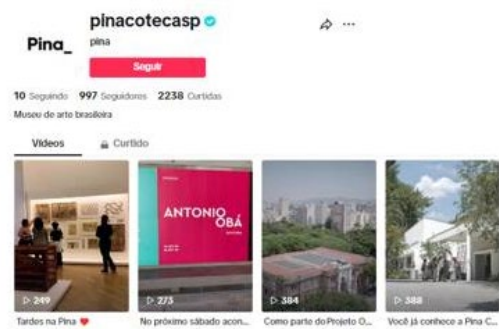 pinacotecasp
Pina_
pina
Seguir
10 Seguindo 997 Seguidores 2238 Curtidas
Museu de arte brasileira
Vídeos Curtido
ANTONIO
OBÁ
249 273 384 388
Tardes na Pina No próximo sábado acon... Como parte do Projeto O... Você já conhece a Pina C...